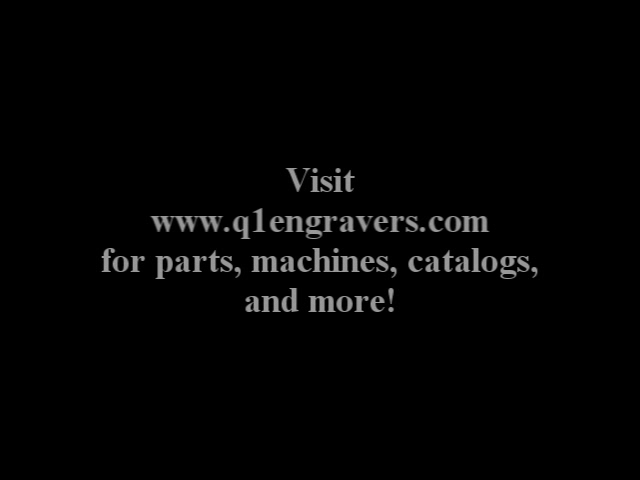 Visit
www.q1engravers.com
for parts, machines, catalogs,
and more!